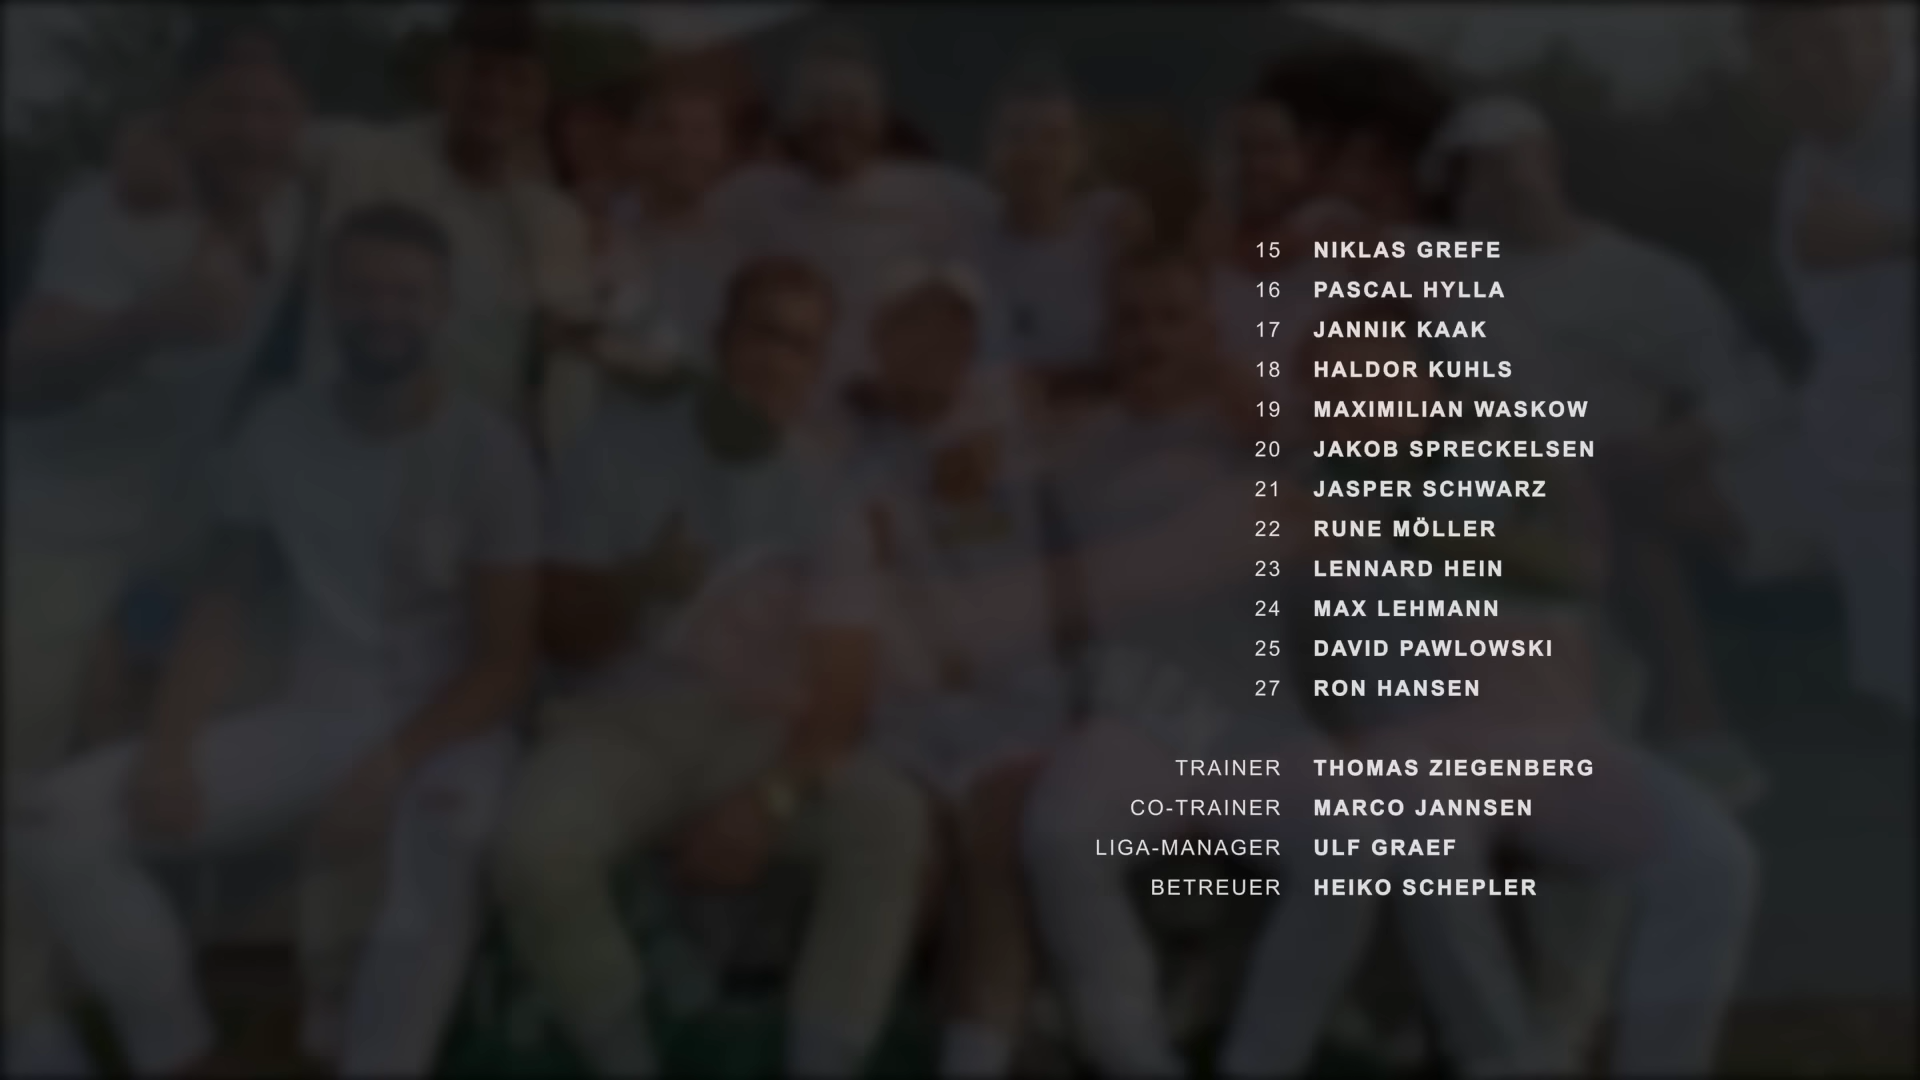 15 NIKLAS GREFE
16 PASCAL HYLLA
17 JANNIK KAAK
18 HALDOR KUHLS
19 MAXIMILIAN WASKOW
20 JAKOB SPRECKELSEN
21 JASPER SCHWARZ
22 RUNE MÖLLER
23 LENNARD HEIN
24 MAX LEHMANN
25 DAVID PAWLOWSKI
27 RON HANSEN
TRAINER THOMAS ZIEGENBERG
CO-TRAINER MARCO JANNSEN
LIGA-MANAGER ULF GRAEF
BETREUER HEIKO SCHEPLER